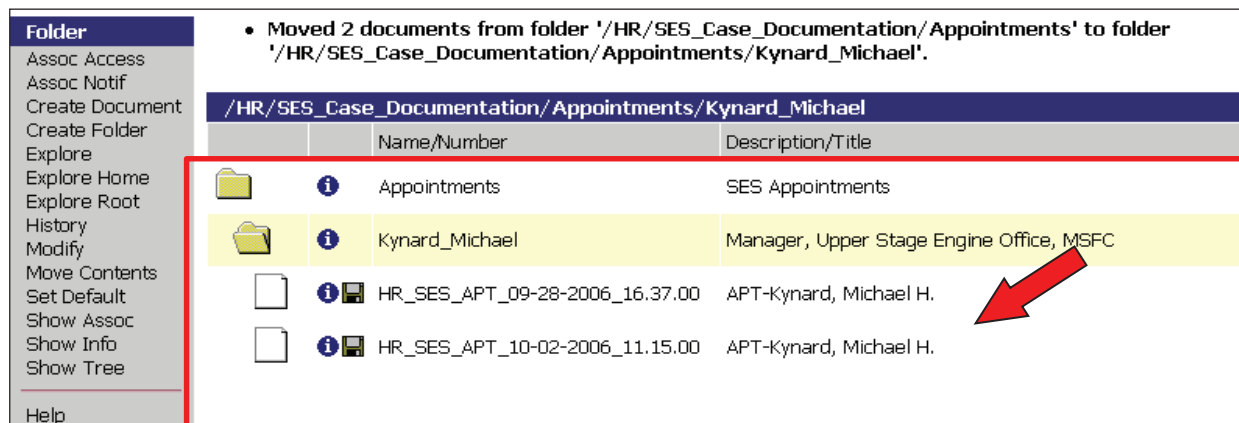 Folder
Assoc Access
Assoc Notif
Create Document
Create Folder
Explore
Explore Home
Explore Root
History
Modify
Move Contents
Set Default
Show Assoc
Show Info
Show Tree
Help
• Moved 2 documents from folder '/HR/SES_Case_Documentation/Appointments' to folder
'/HR/SES_Case_Documentation/Appointments/Kynard_Michael'.
/HR/SES_Case_Documentation/Appointments/Kynard_Michael
Name/Number Description/Title
Appointments SES Appointments
Kynard_Michael Manager, Upper Stage Engine Office, MSFC
HR_SES_APT_09-28-2006_16.37.00 APT-Kynard, Michael H.
HR_SES_APT_10-02-2006_11.15.00 APT-Kynard, Michael H.